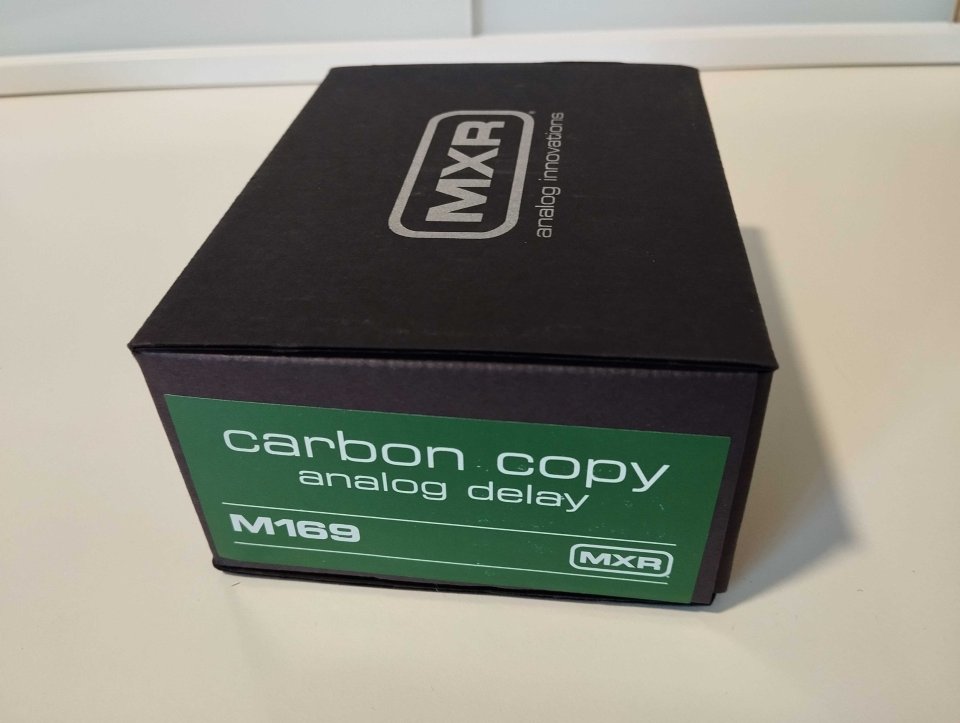 MXR
analog innovations
carbon copy
analog delay
M169
MXR